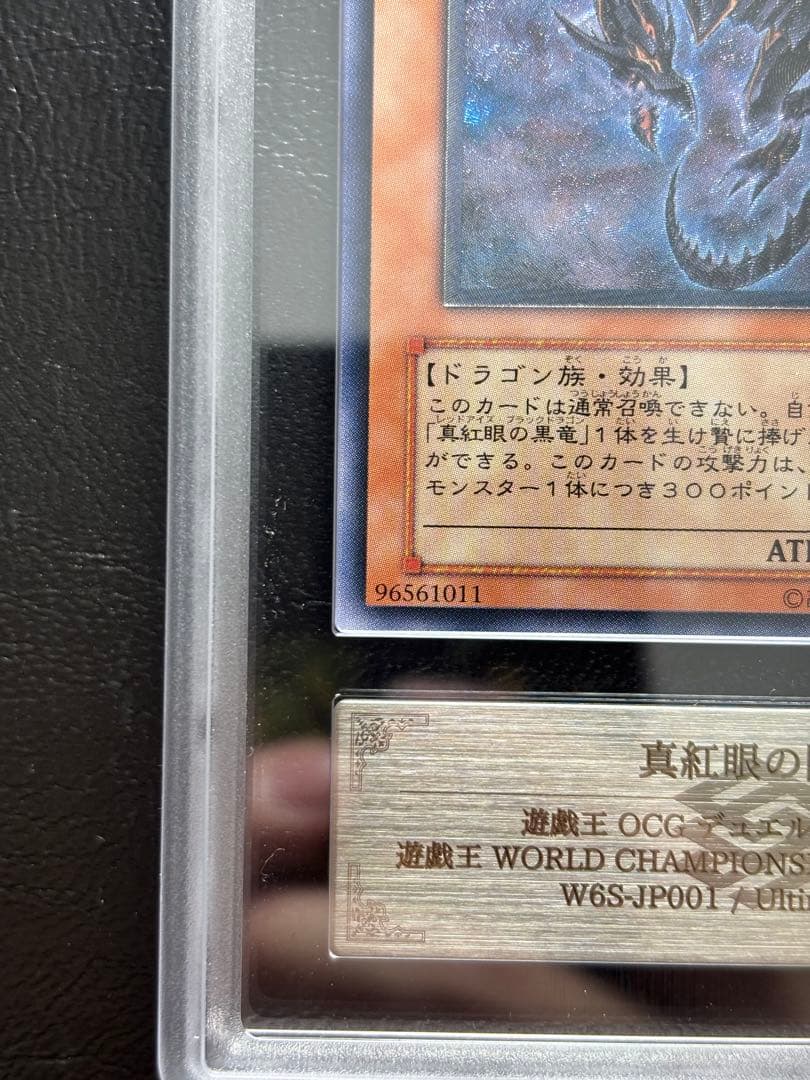 【ドラゴン族・効果】
このカードは通常召喚できない。自
「真紅眼の黒竜」1体を生け贄に捧げ
ができる。このカードの攻撃力は、
モンスター1体につき300ポイン
96561011
真紅眼の
遊戯王 OCG デュエル
遊戯王 WORLD CHAMPIONS
W6S-JP001 / Ulti